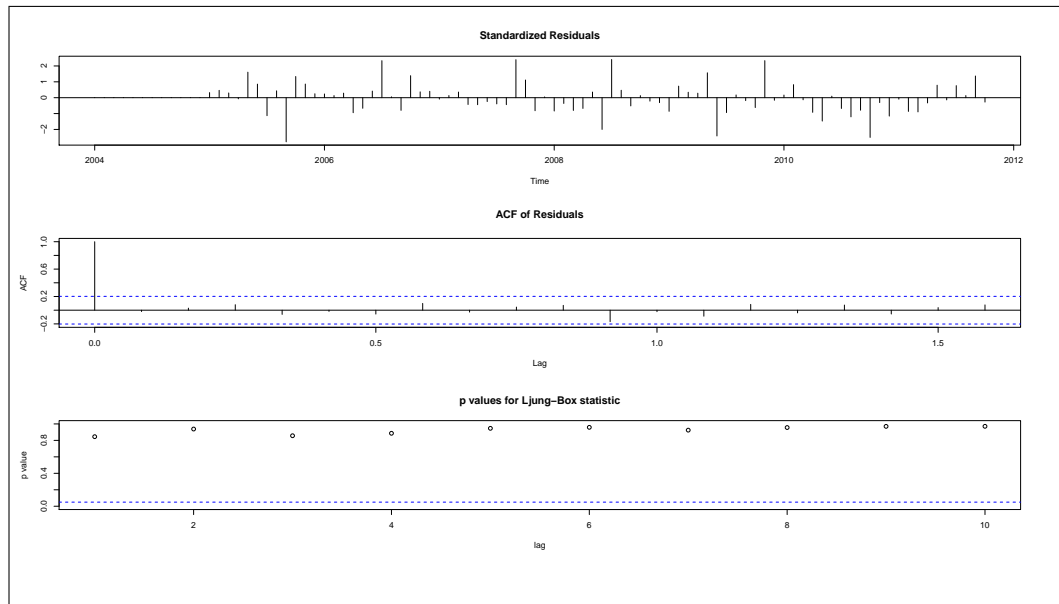 Standardized Residuals
2
1
0
−2
2004 2006 2008 2010 2012
Time
ACF of Residuals
ACF
1.0
0.6
0.2
−0.2
0.0 0.5 1.0 1.5
Lag
p values for Ljung−Box statistic
p value
0.8
0.4
0.0
2 4 6 8 10
lag